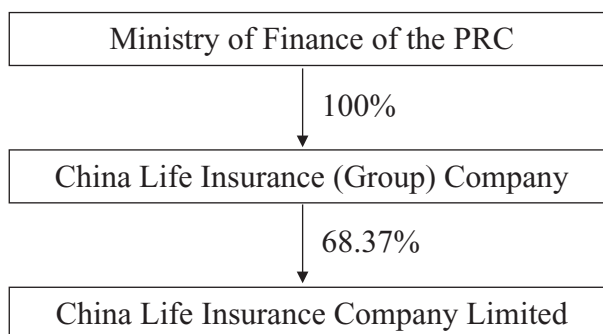 Ministry of Finance of the PRC
100%
China Life Insurance (Group) Company
68.37%
China Life Insurance Company Limited